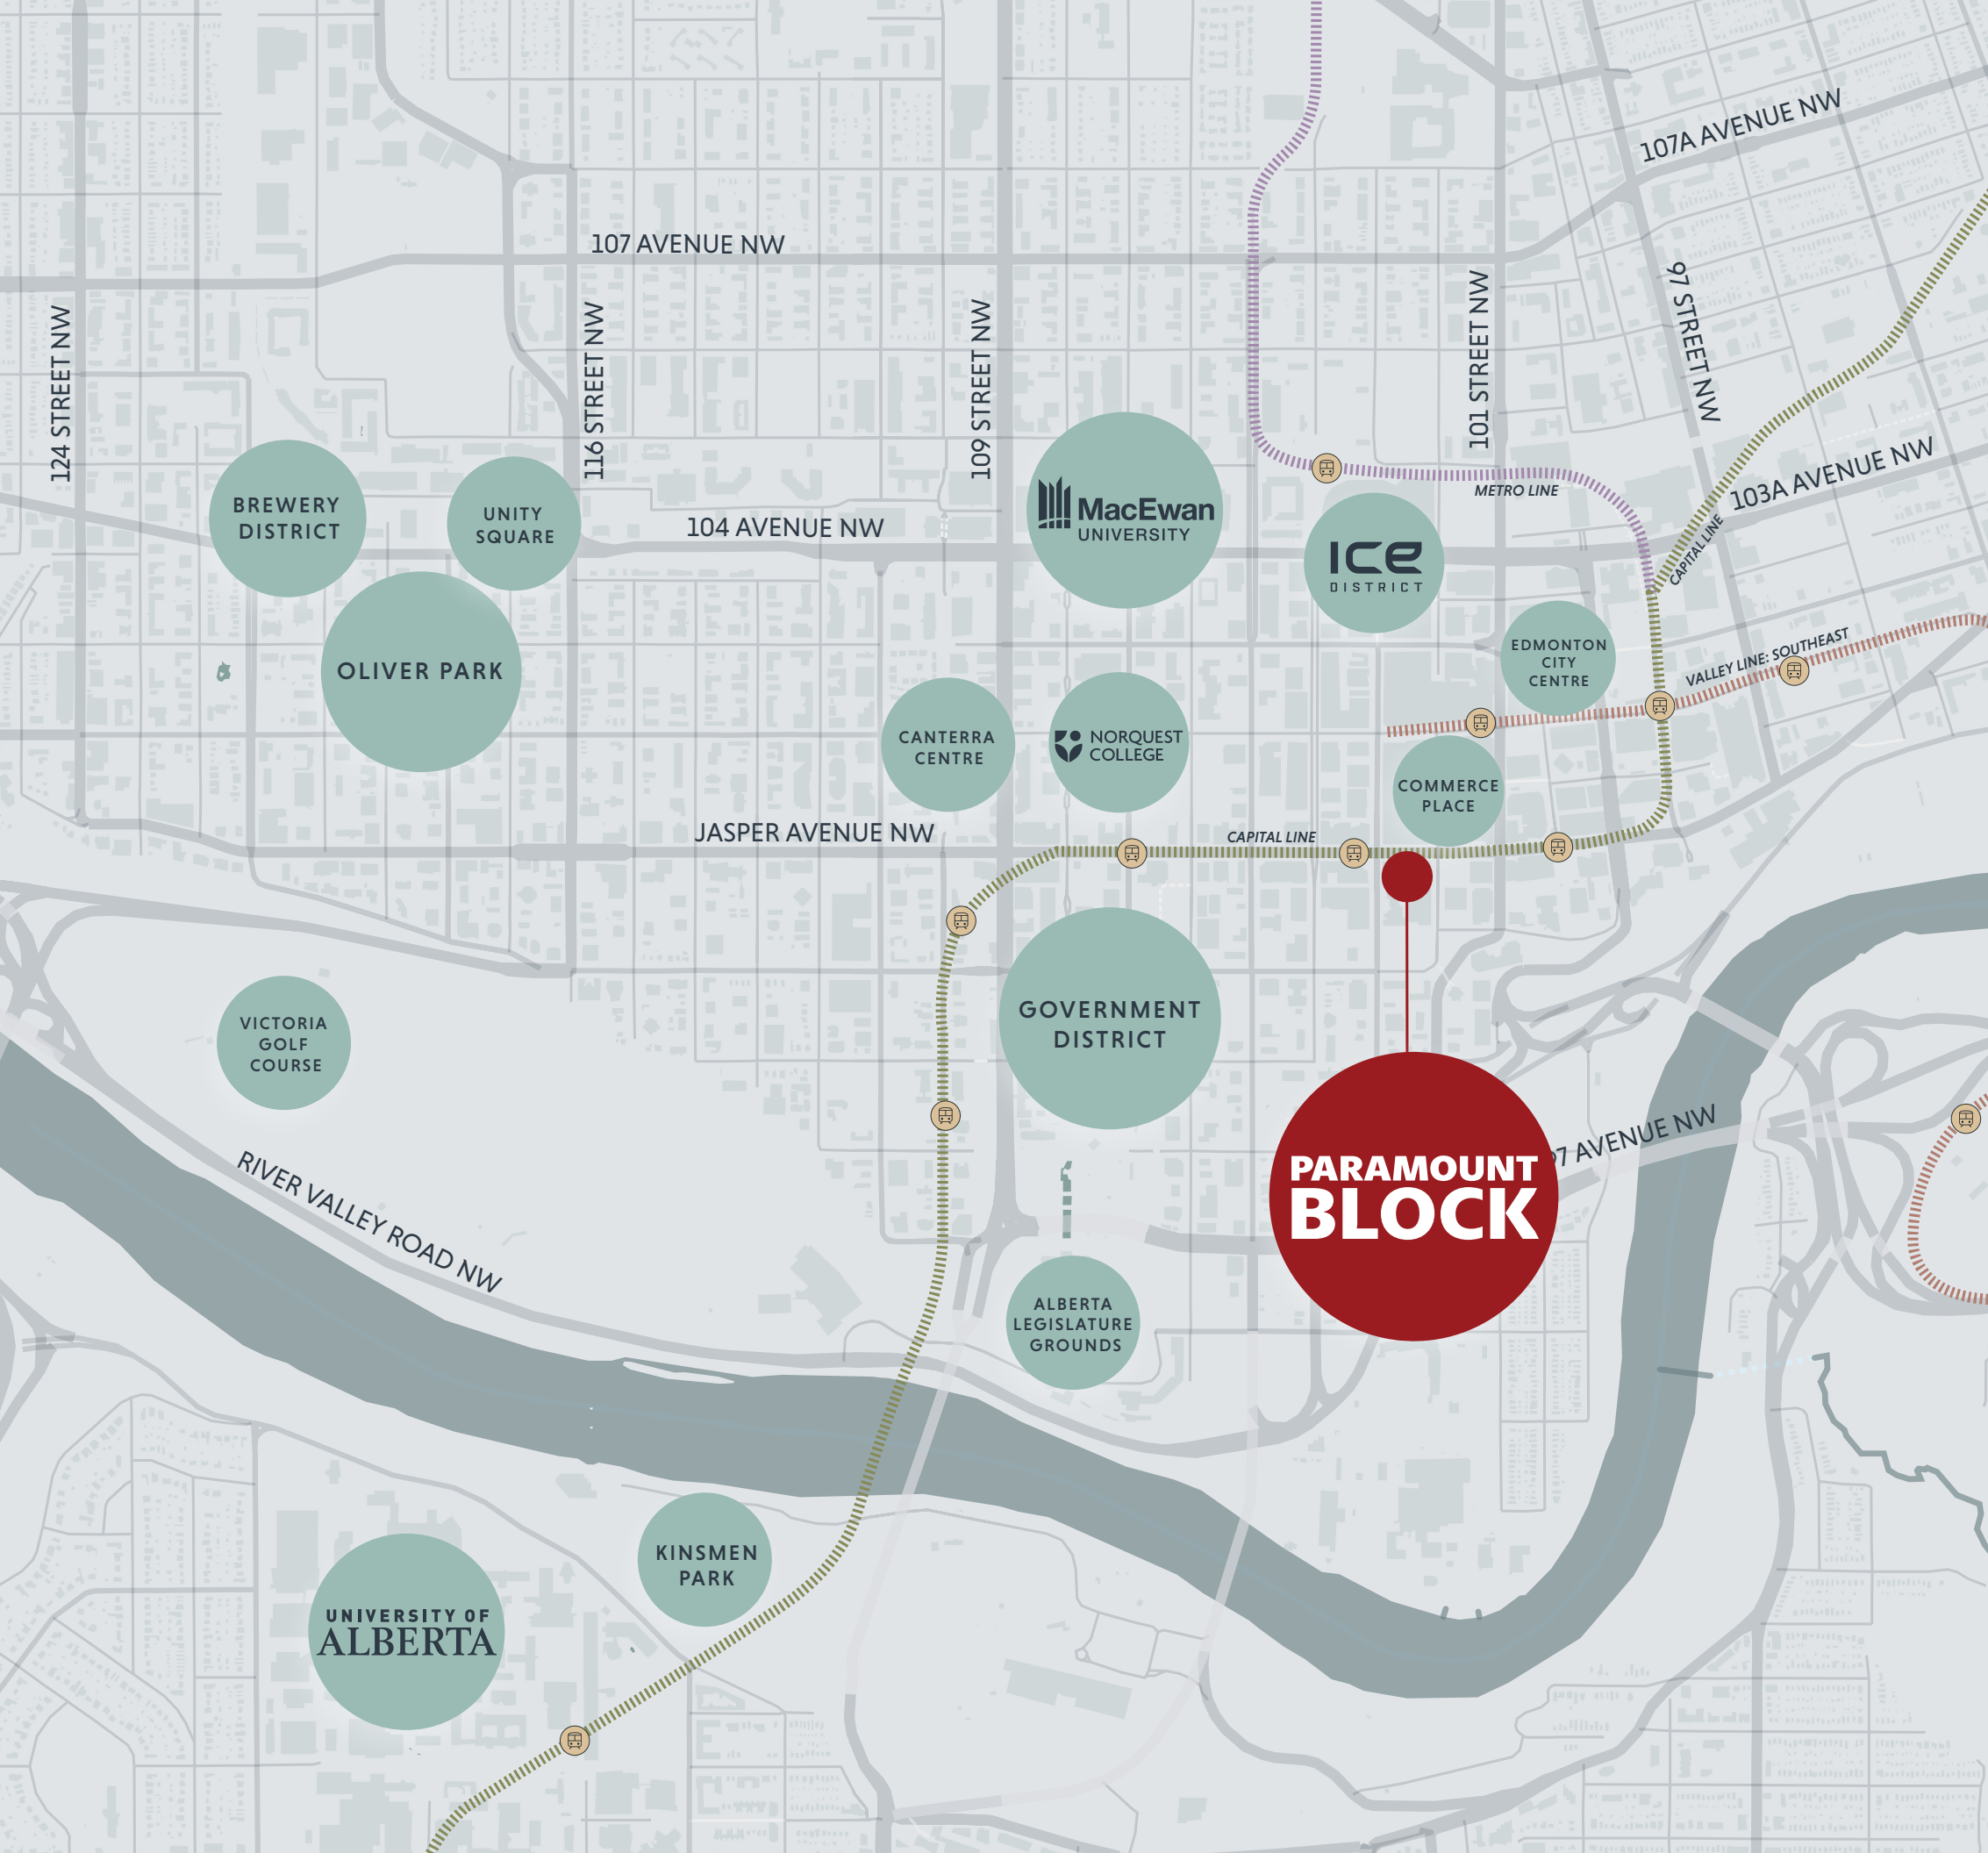 107A AVENUE NW
107 AVENUE NW
124 STREET NW
116 STREET NW
109 STREET NW
101 STREET NW
97 STREET NW
103A AVENUE NW
METRO LINE
CAPITAL LINE
BREWERY
DISTRICT
UNITY
SQUARE
104 AVENUE NW
MacEwan
UNIVERSITY
ICE
DISTRICT
OLIVER PARK
EDMONTON
CITY
CENTRE
VALLEY LINE: SOUTHEAST
CANTERRA
CENTRE
NORQUEST
COLLEGE
COMMERCE
PLACE
JASPER AVENUE NW
CAPITAL LINE
VICTORIA
GOLF
COURSE
GOVERNMENT
DISTRICT
97 AVENUE NW
PARAMOUNT
BLOCK
RIVER VALLEY ROAD NW
ALBERTA
LEGISLATURE
GROUNDS
KINSMEN
PARK
UNIVERSITY OF
ALBERTA